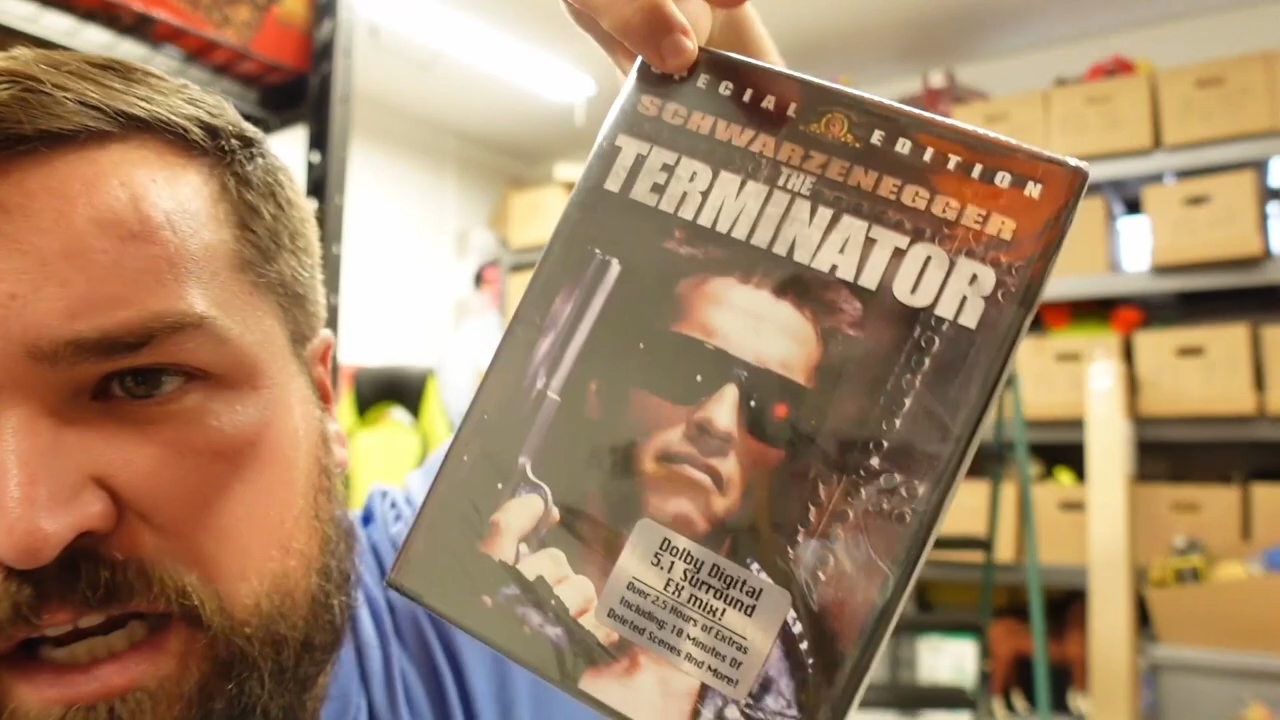 SPECIAL EDITION
SCHWARZENEGGER
THE
TERMINATOR
Dolby Digital
5.1 Surround
EX mix!
Over 2.5 Hours of Extras
Including: 18 Minutes Of
Deleted Scenes And More!